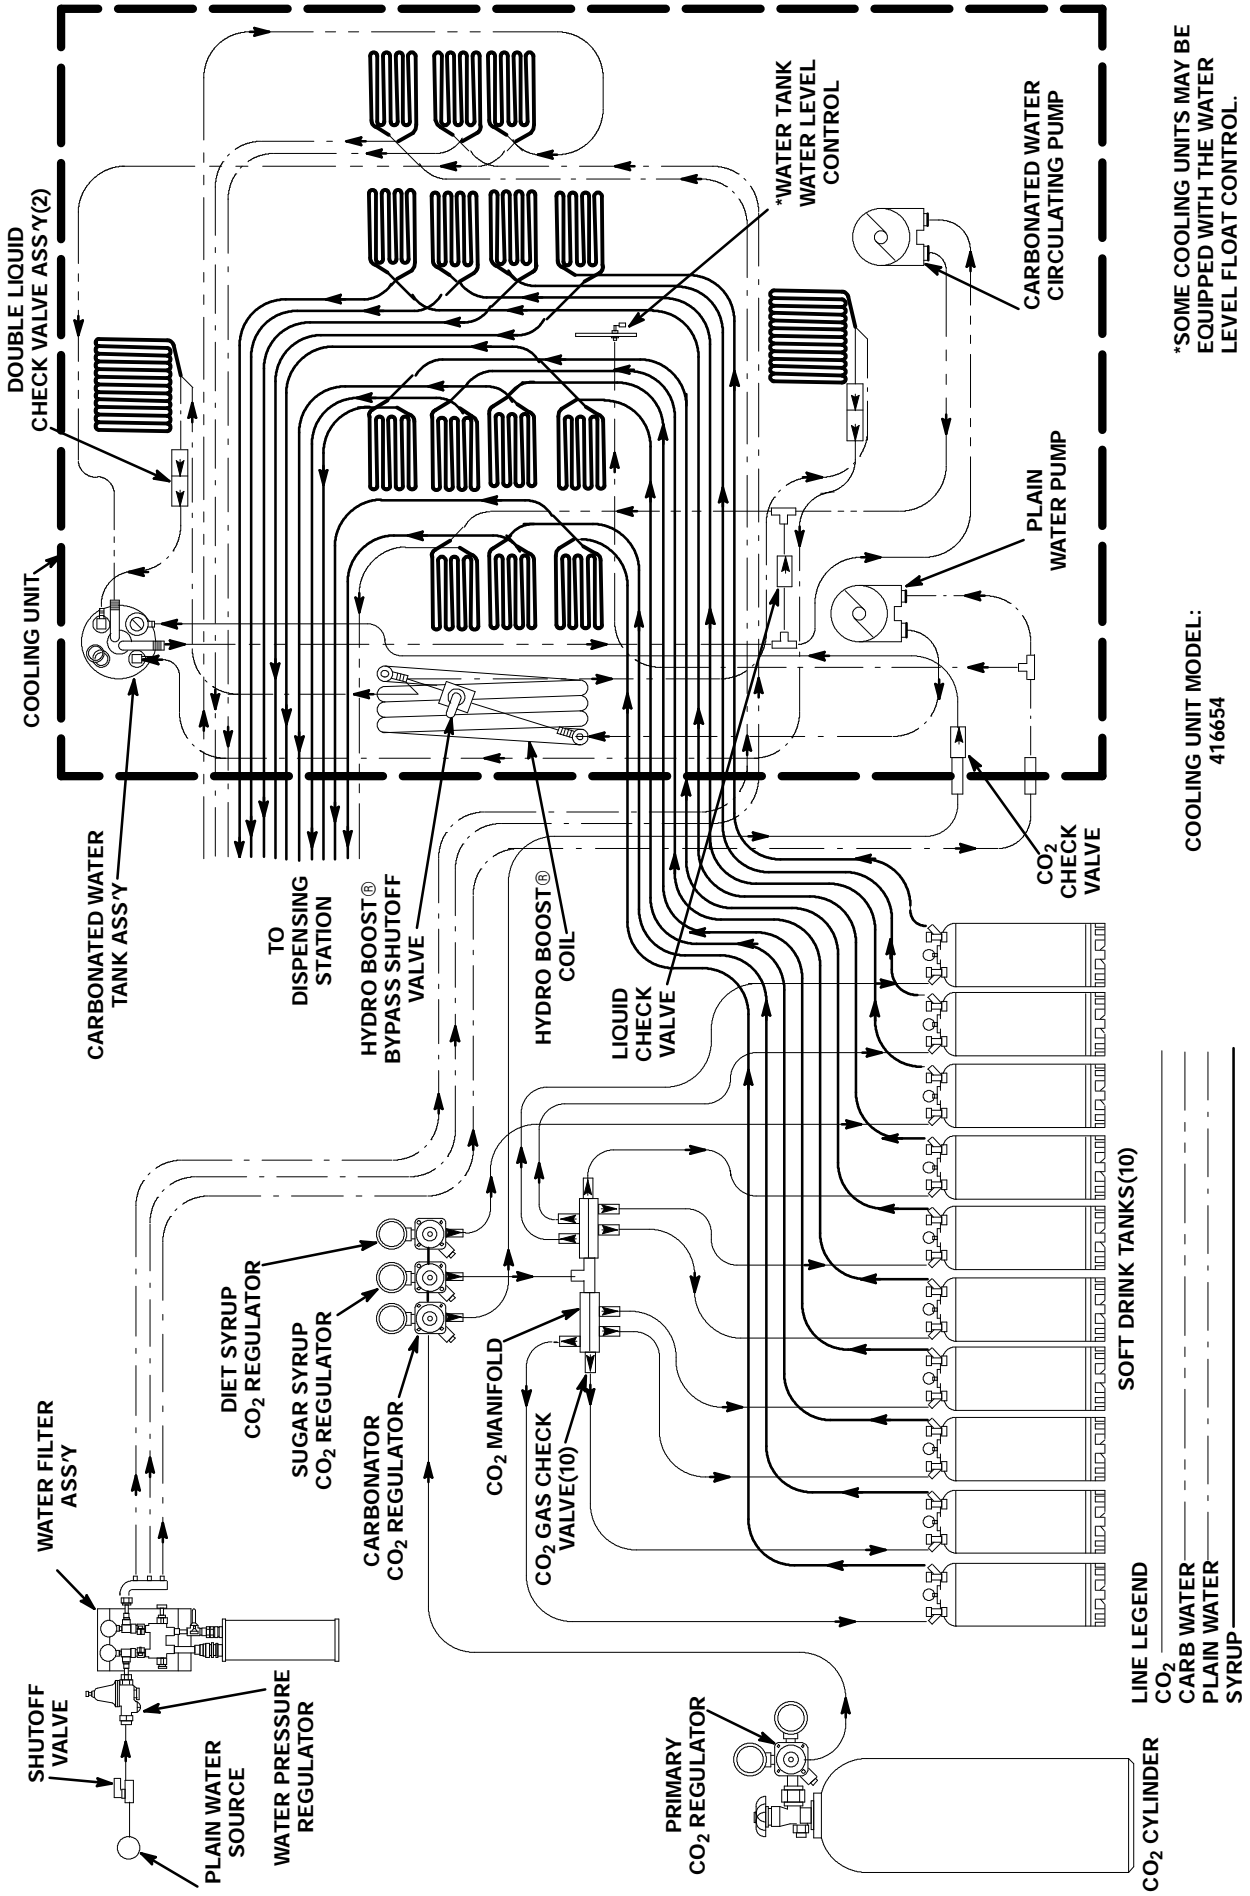 DOUBLE LIQUID
CHECK VALVE ASS'Y(2)
COOLING UNIT
CARBONATED WATER
TANK ASS'Y
TO
DISPENSING
STATION
HYDRO BOOST®
BYPASS SHUTOFF
VALVE
HYDRO BOOST®
COIL
LIQUID
CHECK
VALVE
*WATER TANK
WATER LEVEL
CONTROL
CARBONATED WATER
CIRCULATING PUMP
PLAIN
WATER PUMP
CO2
CHECK
VALVE
*SOME COOLING UNITS MAY BE
EQUIPPED WITH THE WATER
LEVEL FLOAT CONTROL.
COOLING UNIT MODEL:
416654
WATER FILTER
ASS'Y
SHUTOFF
VALVE
PLAIN WATER
SOURCE
WATER PRESSURE
REGULATOR
DIET SYRUP
CO2 REGULATOR
SUGAR SYRUP
CO2 REGULATOR
CARBONATOR
CO2 REGULATOR
CO2 MANIFOLD
CO2 GAS CHECK
VALVE(10)
PRIMARY
CO2 REGULATOR
CO2 CYLINDER
SOFT DRINK TANKS(10)
LINE LEGEND
CO2
CARB WATER
PLAIN WATER
SYRUP